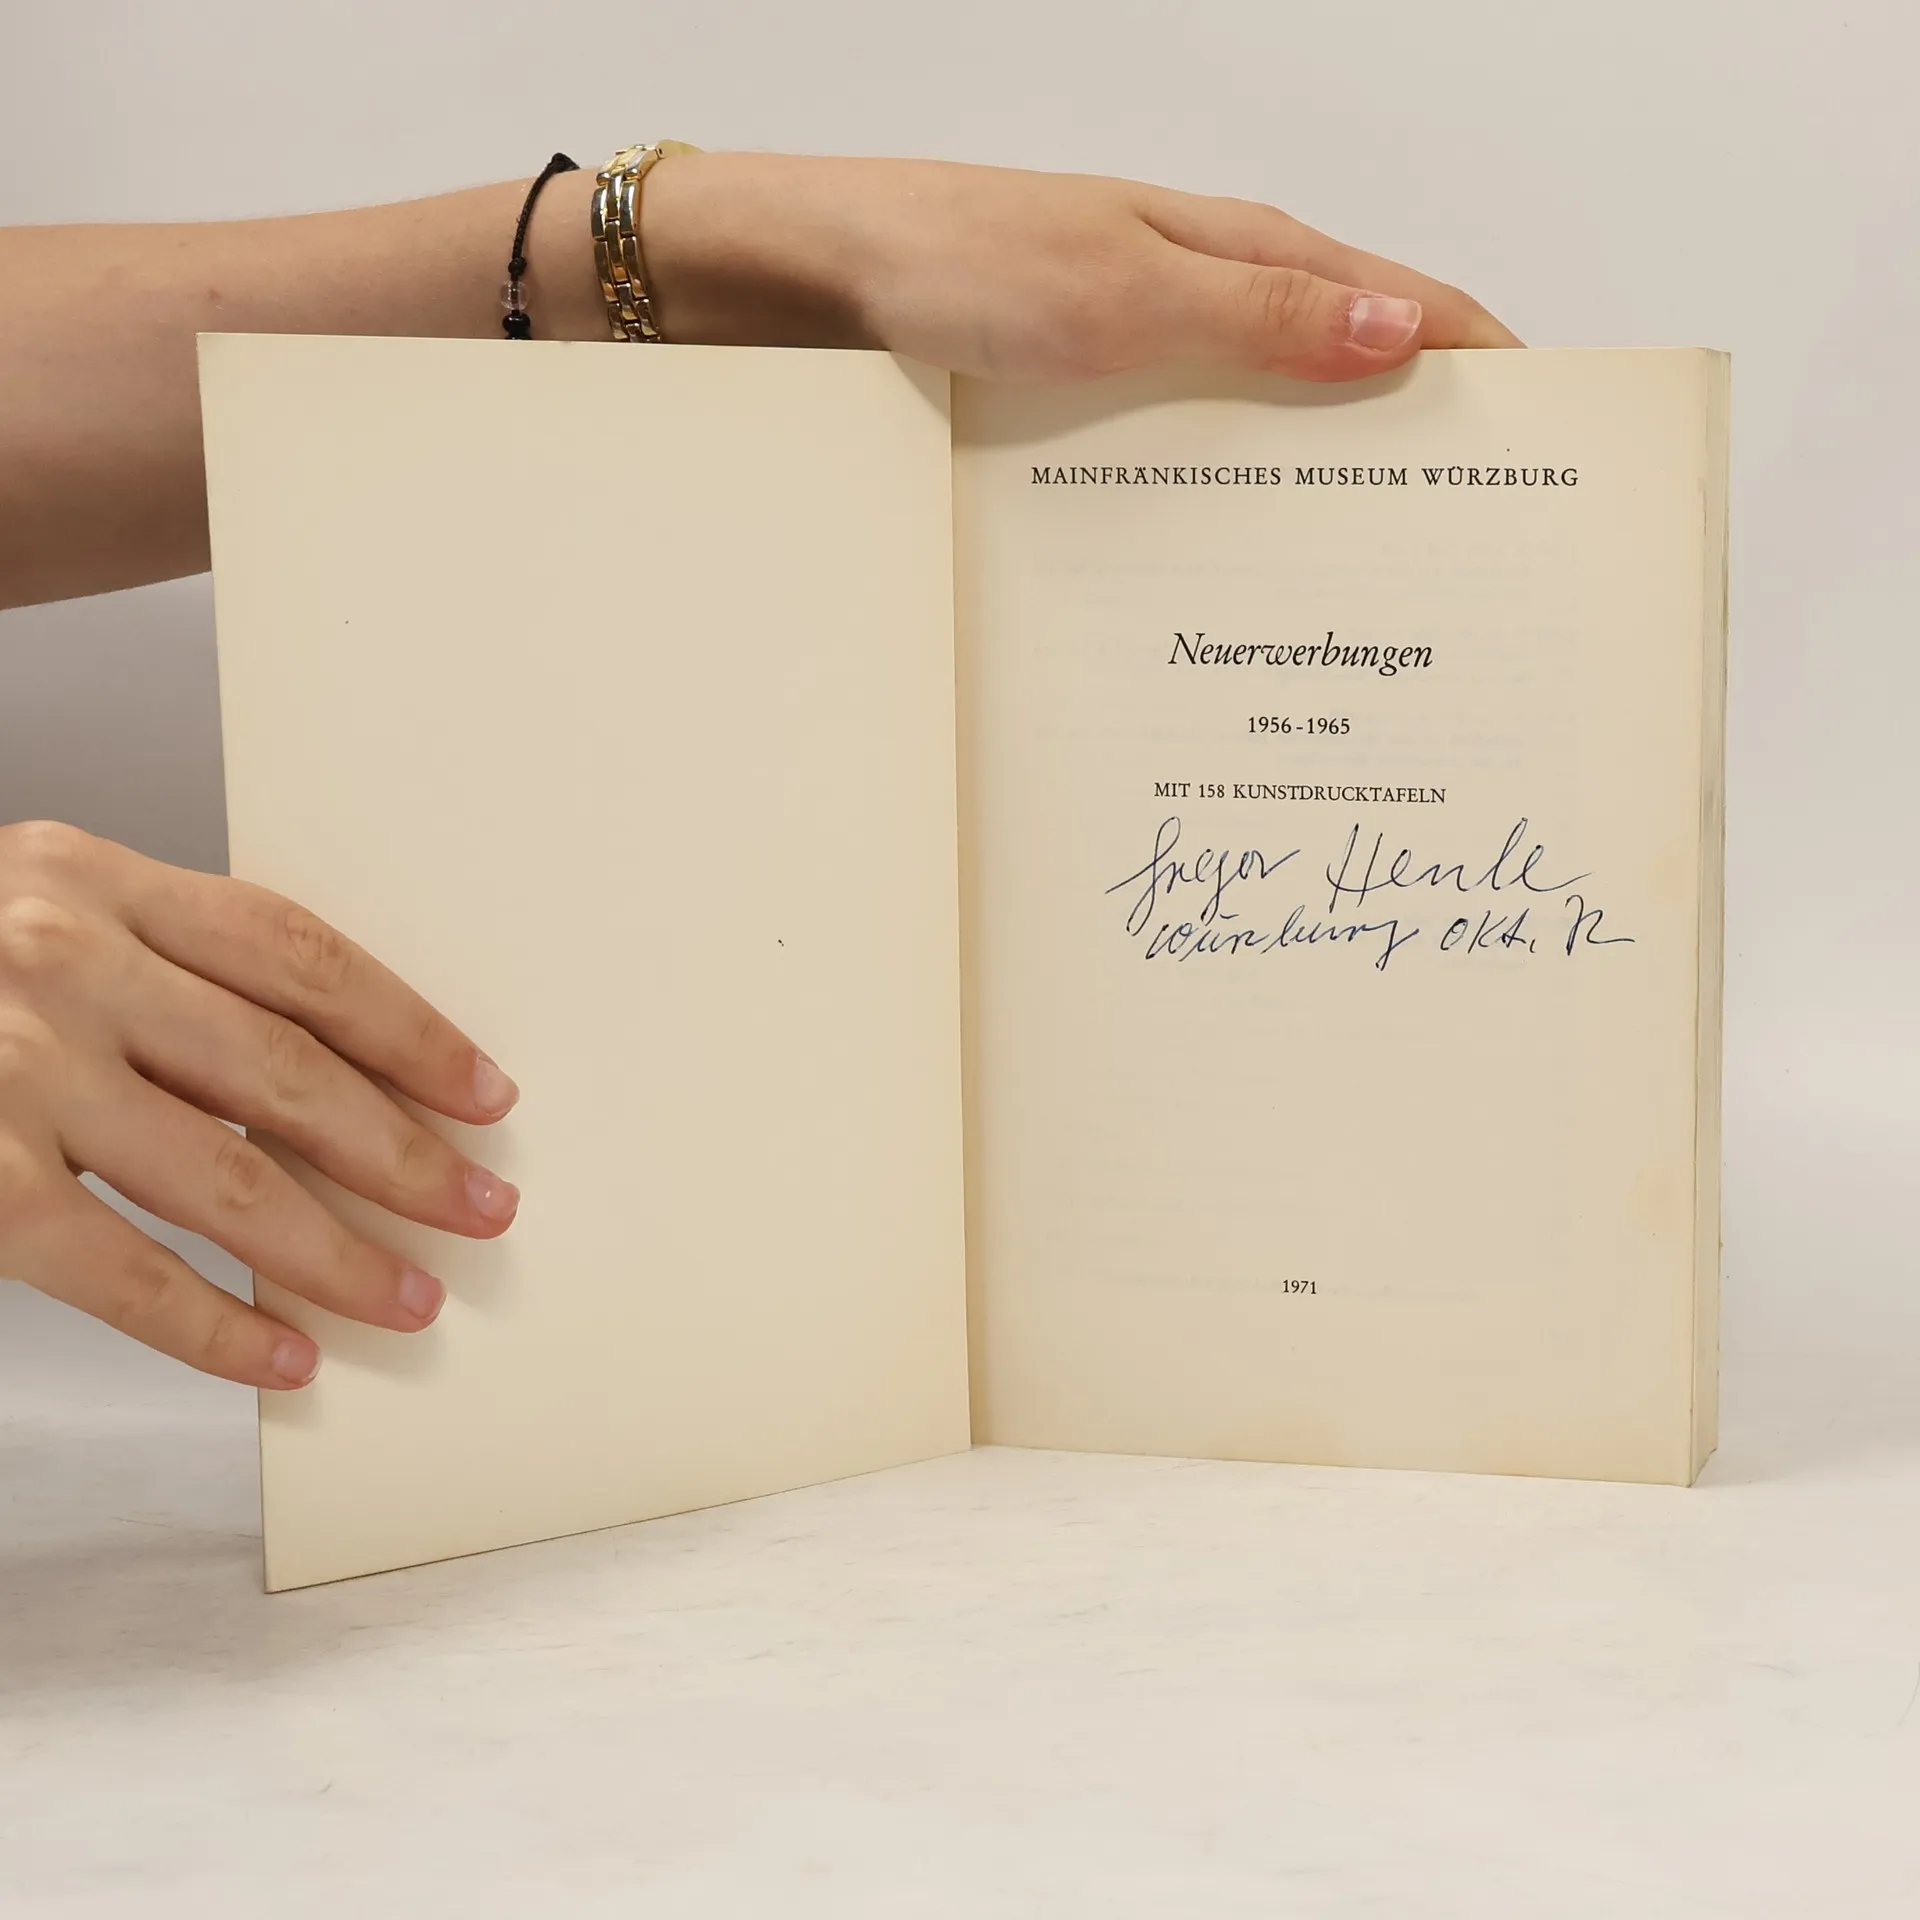 MAINFRÄNKISCHES MUSEUM WÜRZBURG
Neuerwerbungen
1956-1965
MIT 158 KUNSTDRUCKTAFELN
Gregor Henle
Würzburg Okt. 72
1971